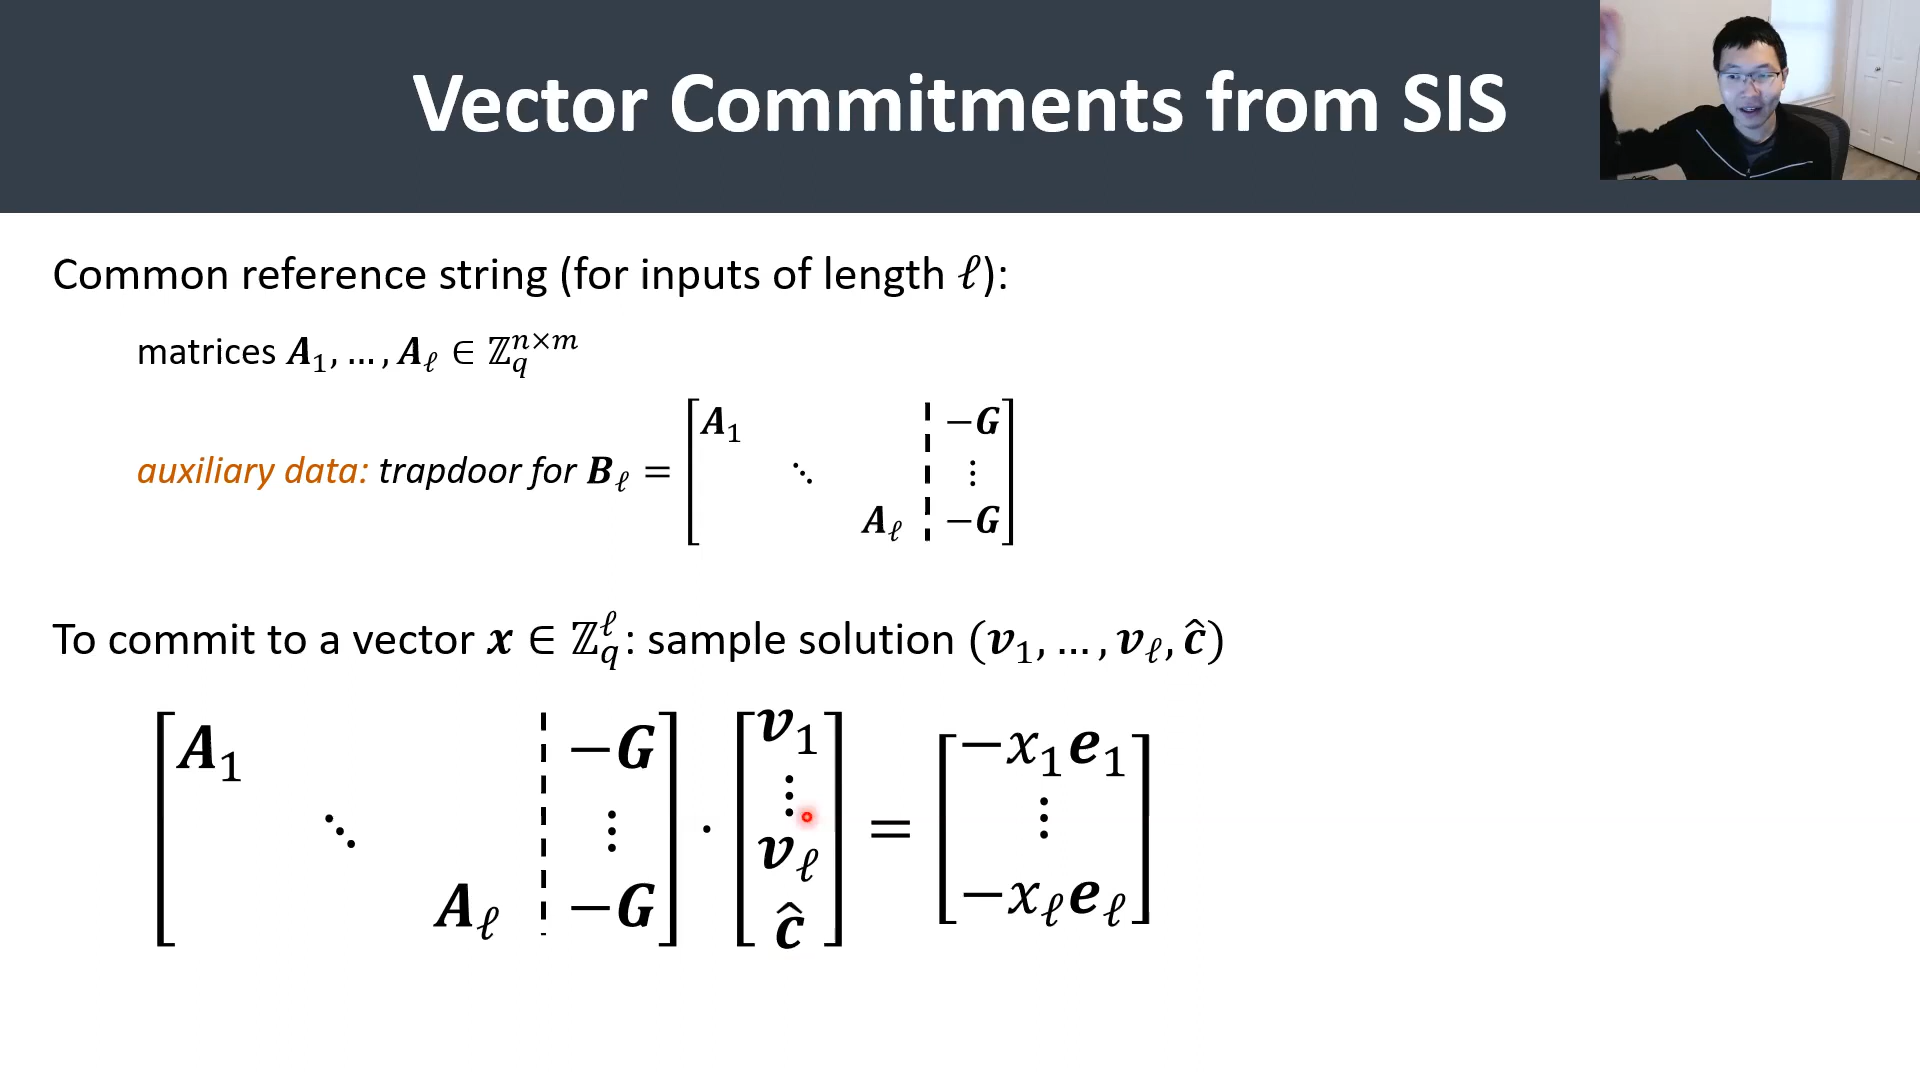 Vector Commitments from SIS
Common reference string (for inputs of length ℓ):
matrices A₁, … , A_ℓ ∈ ℤ_q^{n×m}
auxiliary data: trapdoor for B_ℓ = [ A₁ ⋱ A_ℓ ¦ −G ⋮ −G ]
To commit to a vector x ∈ ℤ_q^ℓ: sample solution (v₁, … , v_ℓ, ĉ)
[ A₁ ⋱ A_ℓ ¦ −G ⋮ −G ] · [ v₁ ⋮ v_ℓ ĉ ] = [ −x₁e₁ ⋮ −x_ℓe_ℓ ]